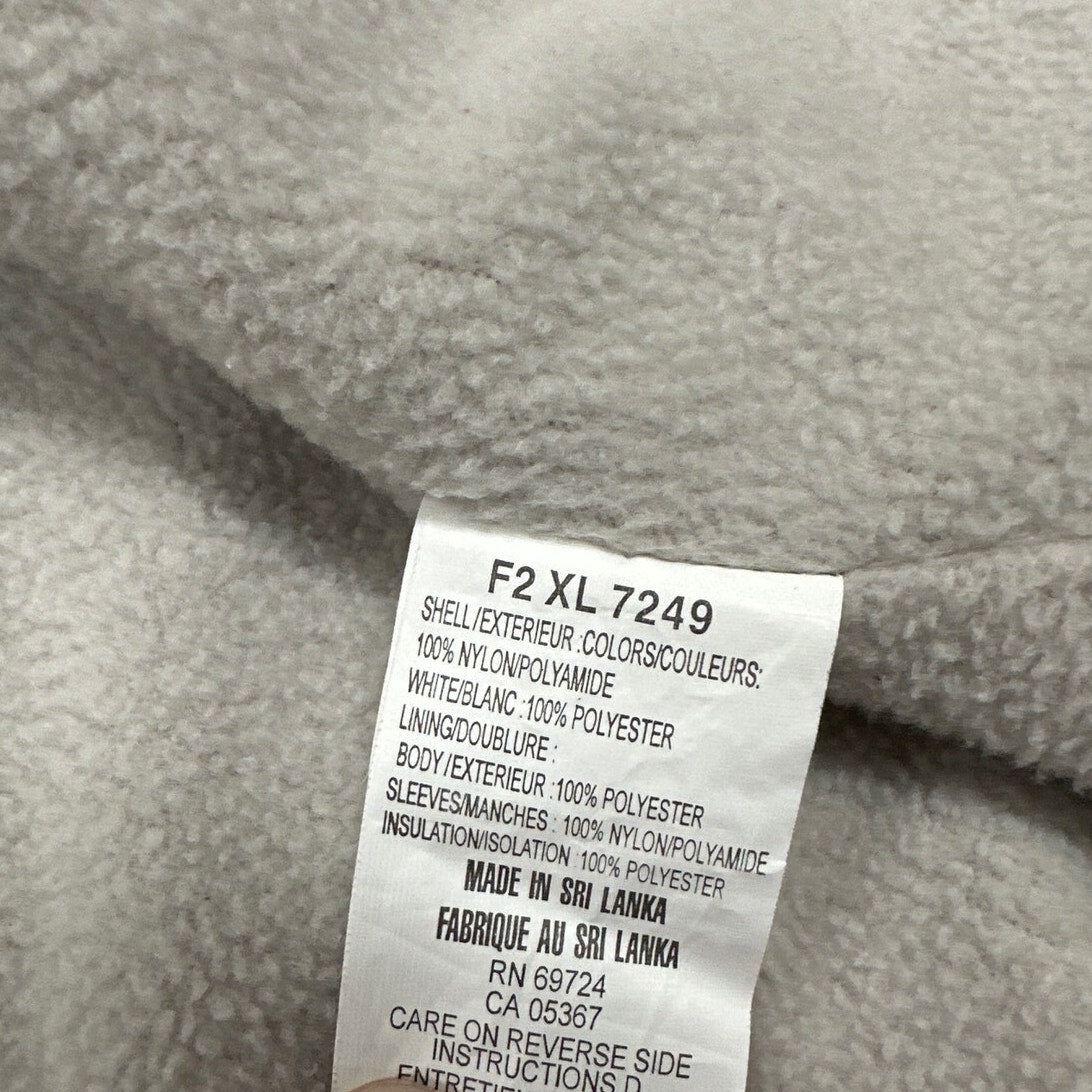 F2 XL 7249
SHELL/EXTERIEUR :COLORS/COULEURS:
100% NYLON/POLYAMIDE
WHITE/BLANC :100% POLYESTER
LINING/DOUBLURE :
BODY/EXTERIEUR :100% POLYESTER
SLEEVES/MANCHES : 100% NYLON/POLYAMIDE
INSULATION/ISOLATION :100% POLYESTER
MADE IN SRI LANKA
FABRIQUE AU SRI LANKA
RN 69724
CA 05367
CARE ON REVERSE SIDE
INSTRUCTIONS D